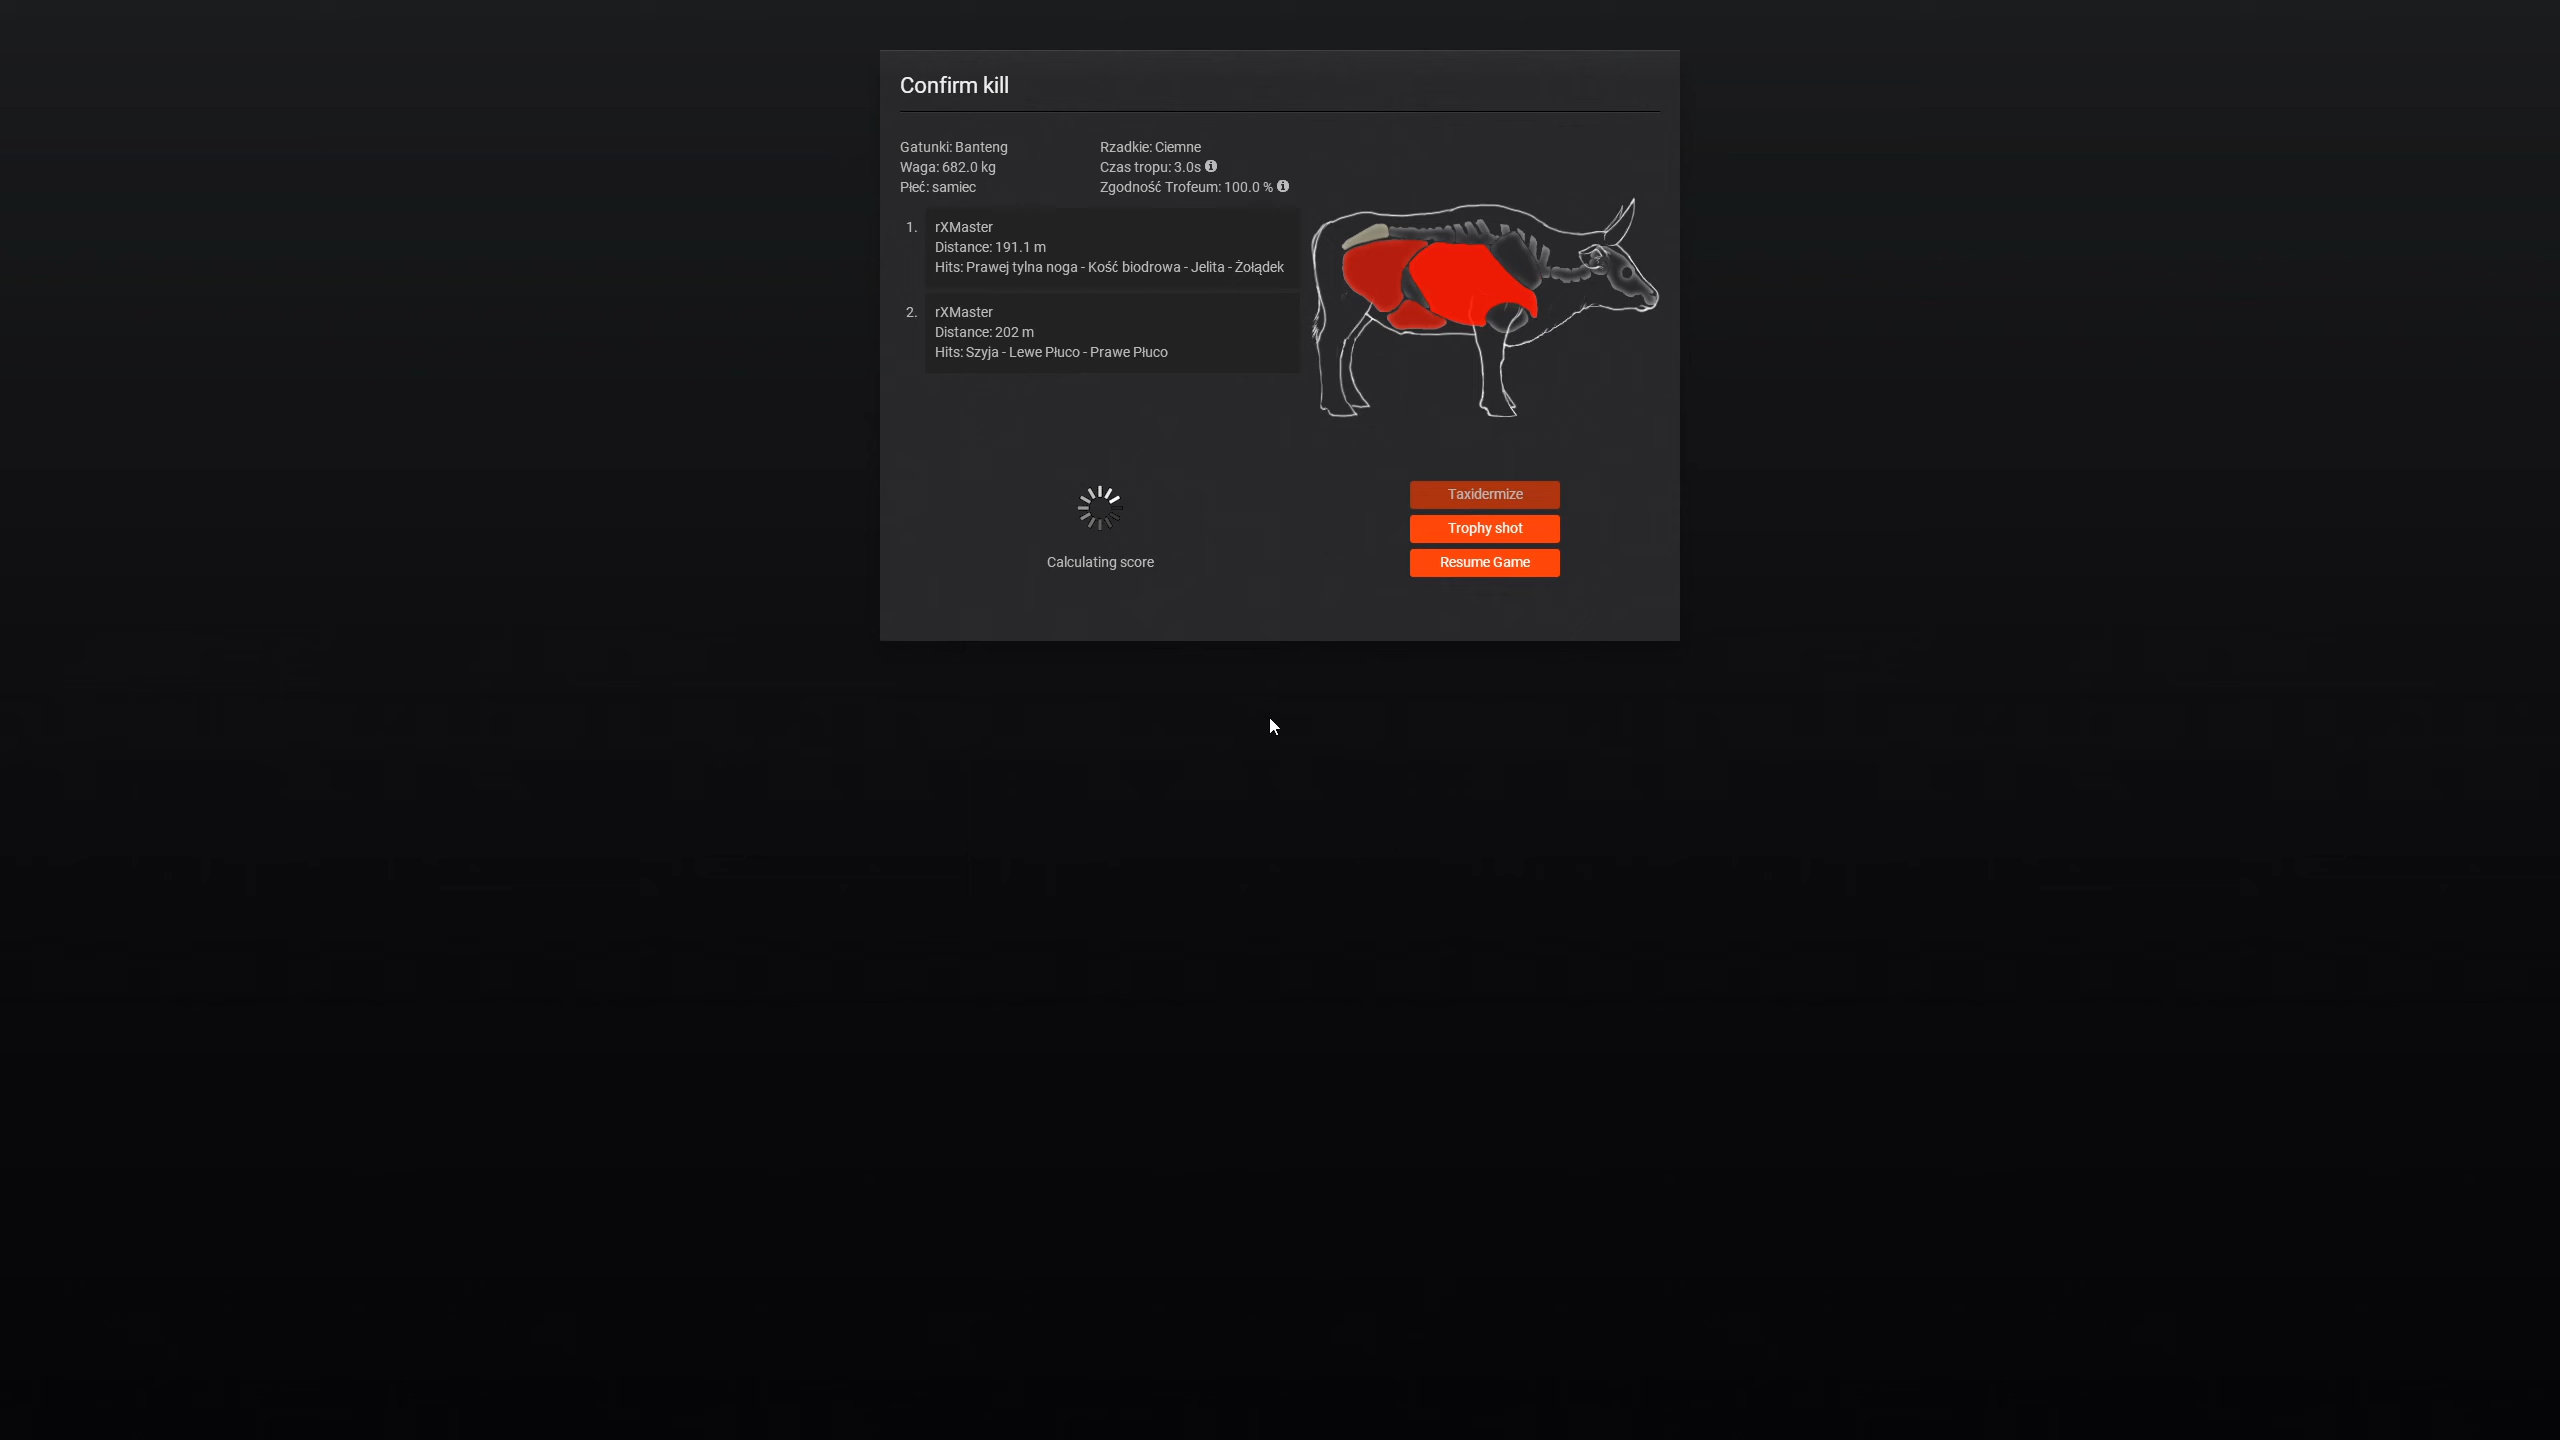 Confirm kill
Gatunki: Banteng
Waga: 682.0 kg
Płeć: samiec
Rzadkie: Ciemne
Czas tropu: 3.0s
Zgodność Trofeum: 100.0 %
1.
rXMaster
Distance: 191.1 m
Hits: Prawej tylna noga - Kość biodrowa - Jelita - Żołądek
2.
rXMaster
Distance: 202 m
Hits: Szyja - Lewe Płuco - Prawe Płuco
Calculating score
Taxidermize
Trophy shot
Resume Game